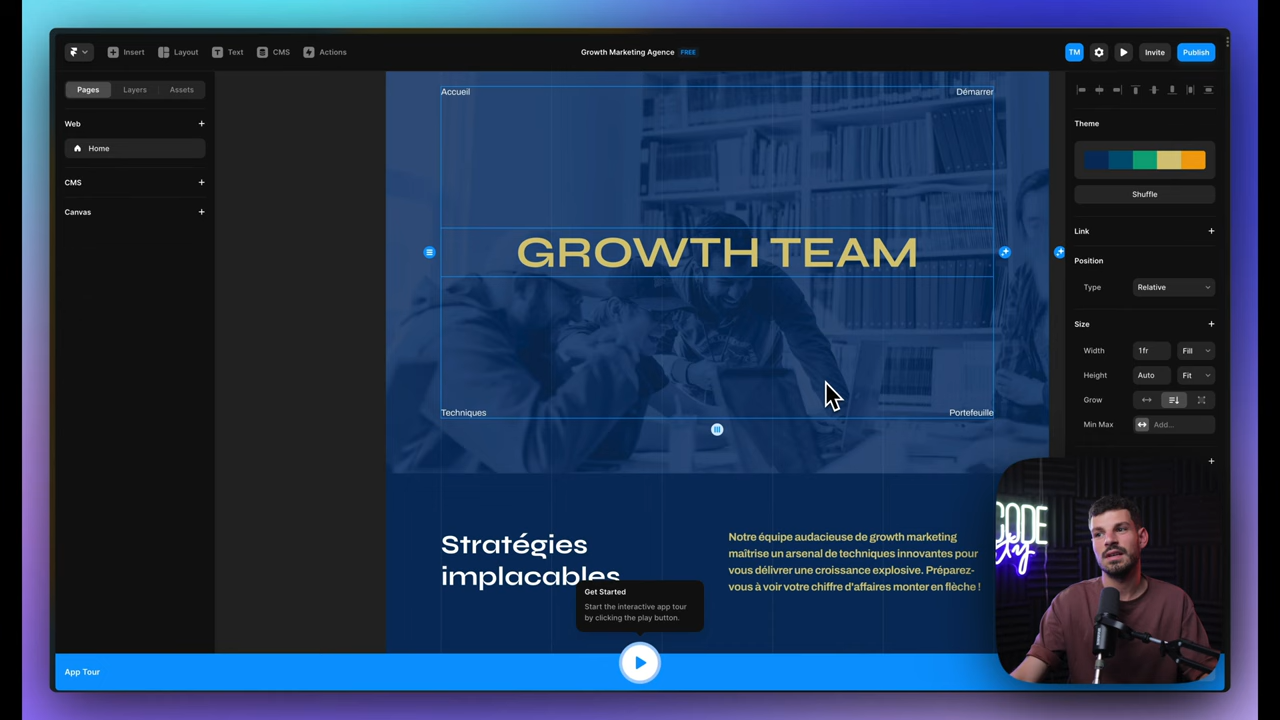 Insert
Layout
Text
CMS
Actions
Growth Marketing Agence FREE
TM
Invite
Publish
Pages
Layers
Assets
Web
Home
CMS
Canvas
Accueil
Démarrer
GROWTH TEAM
Techniques
Portefeuille
Stratégies
implacables
Notre équipe audacieuse de growth marketing
maîtrise un arsenal de techniques innovantes pour
vous délivrer une croissance explosive. Préparez-
vous à voir votre chiffre d'affaires monter en flèche !
Get Started
Start the interactive app tour
by clicking the play button.
App Tour
Theme
Shuffle
Link
Position
Type
Relative
Size
Width
1fr
Fill
Height
Auto
Fit
Grow
Min Max
Add...
CODE